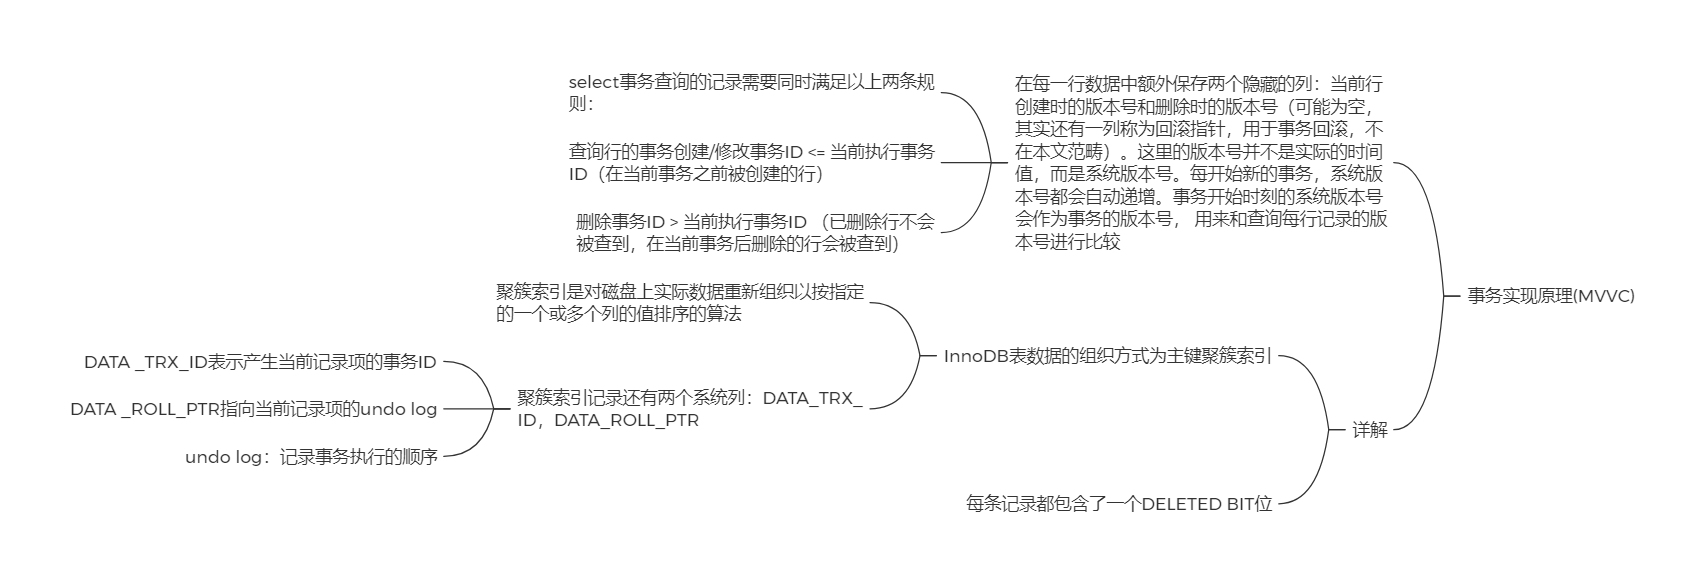 select事务查询的记录需要同时满足以上两条规
则：
查询行的事务创建/修改事务ID <= 当前执行事务
ID（在当前事务之前被创建的行）
删除事务ID > 当前执行事务ID （已删除行不会
被查到，在当前事务后删除的行会被查到）
在每一行数据中额外保存两个隐藏的列：当前行
创建时的版本号和删除时的版本号（可能为空，
其实还有一列称为回滚指针，用于事务回滚，不
在本文范畴）。这里的版本号并不是实际的时间
值，而是系统版本号。每开始新的事务，系统版
本号都会自动递增。事务开始时刻的系统版本号
会作为事务的版本号， 用来和查询每行记录的版
本号进行比较
事务实现原理(MVVC)
聚簇索引是对磁盘上实际数据重新组织以按指定
的一个或多个列的值排序的算法
InnoDB表数据的组织方式为主键聚簇索引
DATA _TRX_ID表示产生当前记录项的事务ID
DATA _ROLL_PTR指向当前记录项的undo log
undo log：记录事务执行的顺序
聚簇索引记录还有两个系统列：DATA_TRX_
ID，DATA_ROLL_PTR
详解
每条记录都包含了一个DELETED BIT位